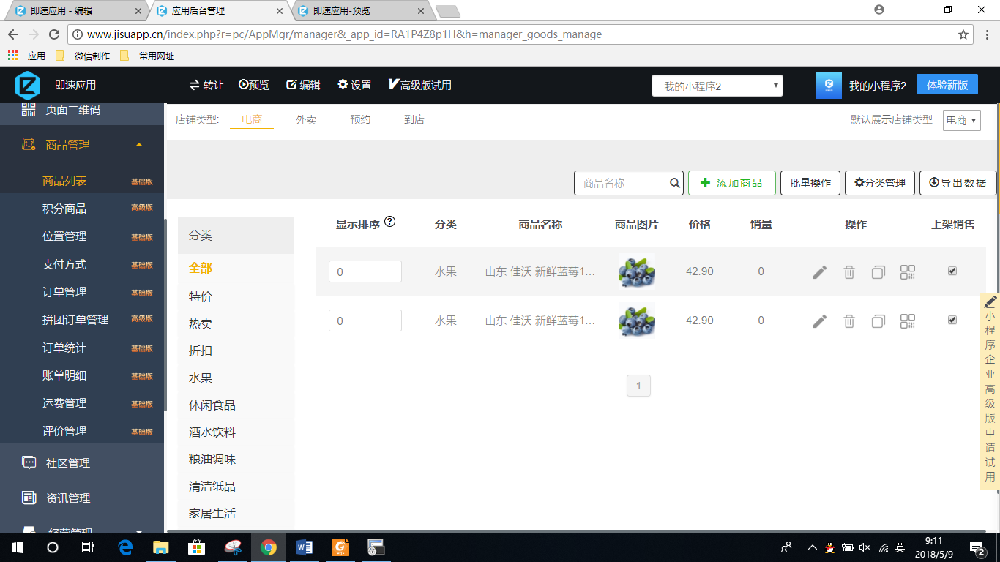 即速应用 - 编辑
应用后台管理
即速应用-预览
www.jisuapp.cn/index.php?r=pc/AppMgr/manager&_app_id=RA1P4Z8p1H&h=manager_goods_manage
应用 微信制作 常用网址
即速应用 转让 预览 编辑 设置 高级版试用 我的小程序2 我的小程序2 体验新版
页面二维码
商品管理
商品列表 基础版
积分商品 高级版
位置管理 基础版
支付方式 基础版
订单管理 基础版
拼团订单管理 高级版
订单统计 基础版
账单明细 基础版
运费管理 基础版
评价管理 基础版
社区管理
资讯管理
经营管理
店铺类型: 电商 外卖 预约 到店 默认展示店铺类型 电商
商品名称 添加商品 批量操作 分类管理 导出数据
分类
全部
特价
热卖
折扣
水果
休闲食品
酒水饮料
粮油调味
清洁纸品
家居生活
显示排序 ? 分类 商品名称 商品图片 价格 销量 操作 上架销售
0 水果 山东 佳沃 新鲜蓝莓1... 42.90 0
0 水果 山东 佳沃 新鲜蓝莓1... 42.90 0
1
小程序企业高级版申请试用
英 9:11
2018/5/9
2